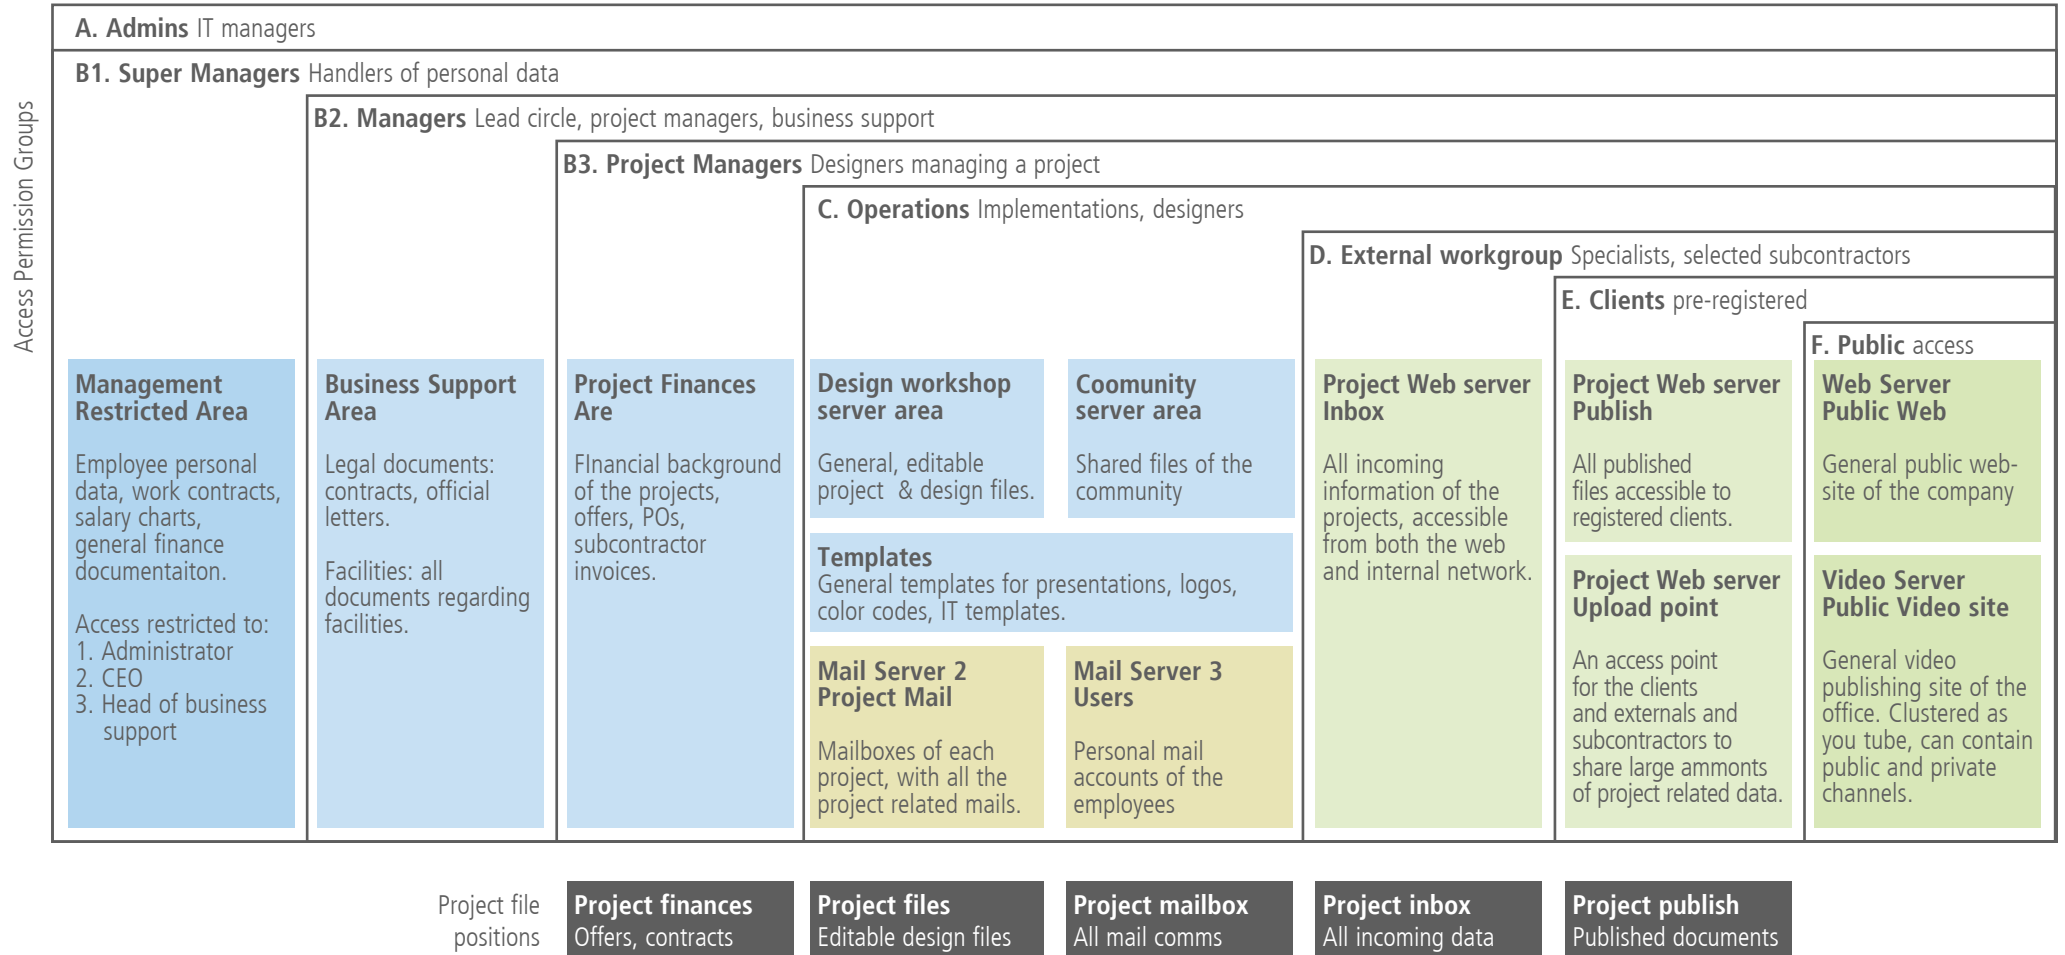 Access Permission Groups
A. Admins IT managers
B1. Super Managers Handlers of personal data
B2. Managers Lead circle, project managers, business support
B3. Project Managers Designers managing a project
C. Operations Implementations, designers
D. External workgroup Specialists, selected subcontractors
E. Clients pre-registered
F. Public access
Management
Restricted Area
Employee personal
data, work contracts,
salary charts,
general finance
documentaiton.
Access restricted to:
1. Administrator
2. CEO
3. Head of business
support
Business Support
Area
Legal documents:
contracts, official
letters.
Facilities: all
documents regarding
facilities.
Project Finances
Are
FInancial background
of the projects,
offers, POs,
subcontractor
invoices.
Design workshop
server area
General, editable
project & design files.
Coomunity
server area
Shared files of the
community
Templates
General templates for presentations, logos,
color codes, IT templates.
Mail Server 2
Project Mail
Mailboxes of each
project, with all the
project related mails.
Mail Server 3
Users
Personal mail
accounts of the
employees
Project Web server
Inbox
All incoming
information of the
projects, accessible
from both the web
and internal network.
Project Web server
Publish
All published
files accessible to
registered clients.
Project Web server
Upload point
An access point
for the clients
and externals and
subcontractors to
share large ammonts
of project related data.
Web Server
Public Web
General public web-
site of the company
Video Server
Public Video site
General video
publishing site of the
office. Clustered as
you tube, can contain
public and private
channels.
Project file
positions
Project finances
Offers, contracts
Project files
Editable design files
Project mailbox
All mail comms
Project inbox
All incoming data
Project publish
Published documents